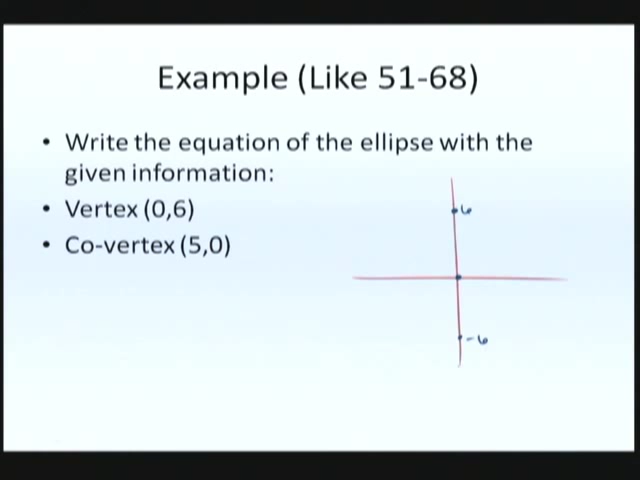 Example (Like 51-68)
• Write the equation of the ellipse with the
given information:
• Vertex (0,6)
• Co-vertex (5,0)
6
-6